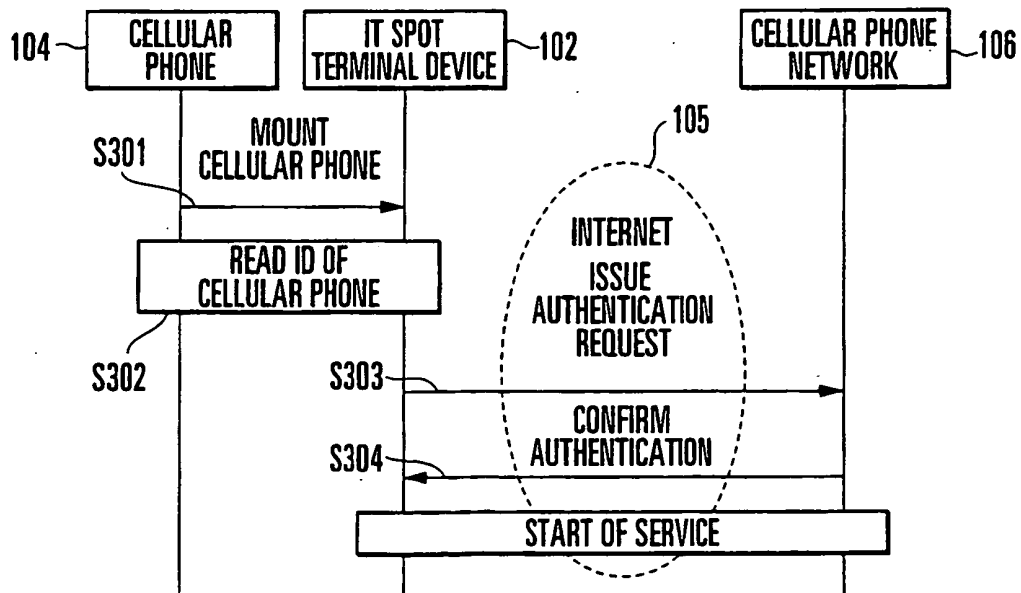 104
CELLULAR
PHONE
IT SPOT
TERMINAL DEVICE
102
CELLULAR PHONE
NETWORK
106
MOUNT
CELLULAR PHONE
S301
105
READ ID OF
CELLULAR PHONE
S302
INTERNET
ISSUE
AUTHENTICATION
REQUEST
S303
CONFIRM
AUTHENTICATION
S304
START OF SERVICE